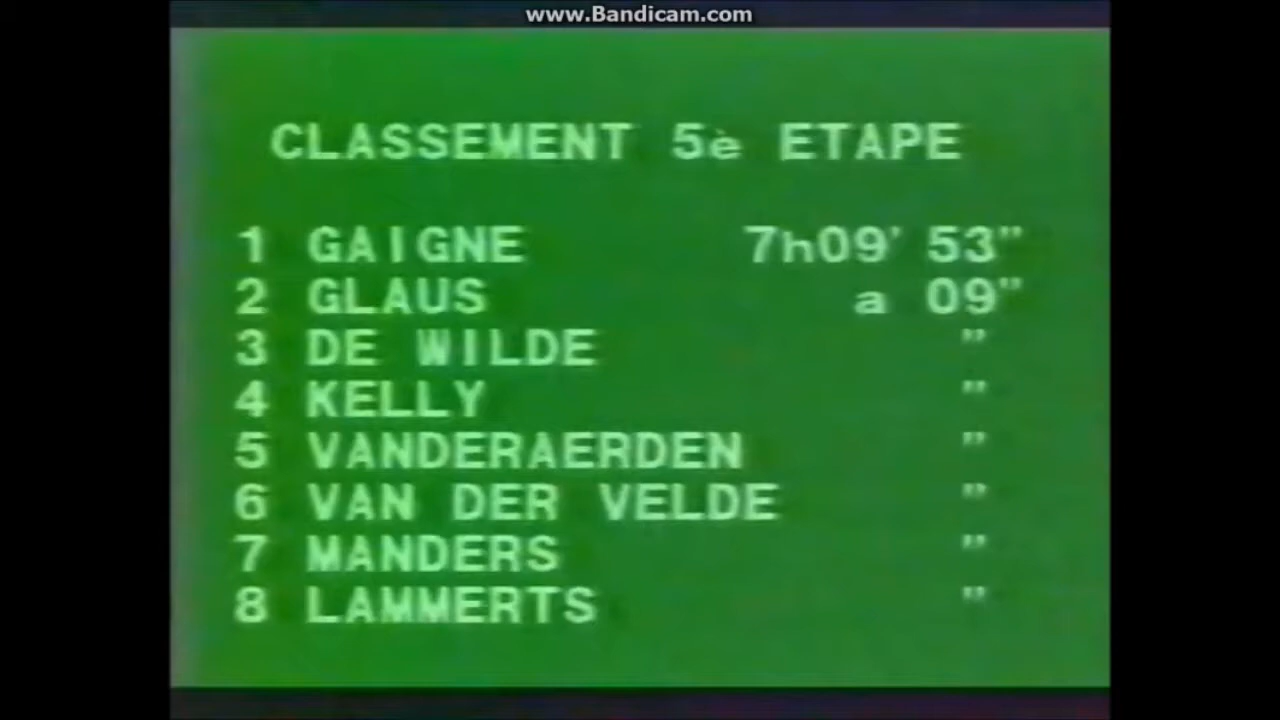 www.Bandicam.com
CLASSEMENT 5è ETAPE
1 GAIGNE 7h09' 53"
2 GLAUS a 09"
3 DE WILDE "
4 KELLY "
5 VANDERAERDEN "
6 VAN DER VELDE "
7 MANDERS "
8 LAMMERTS "